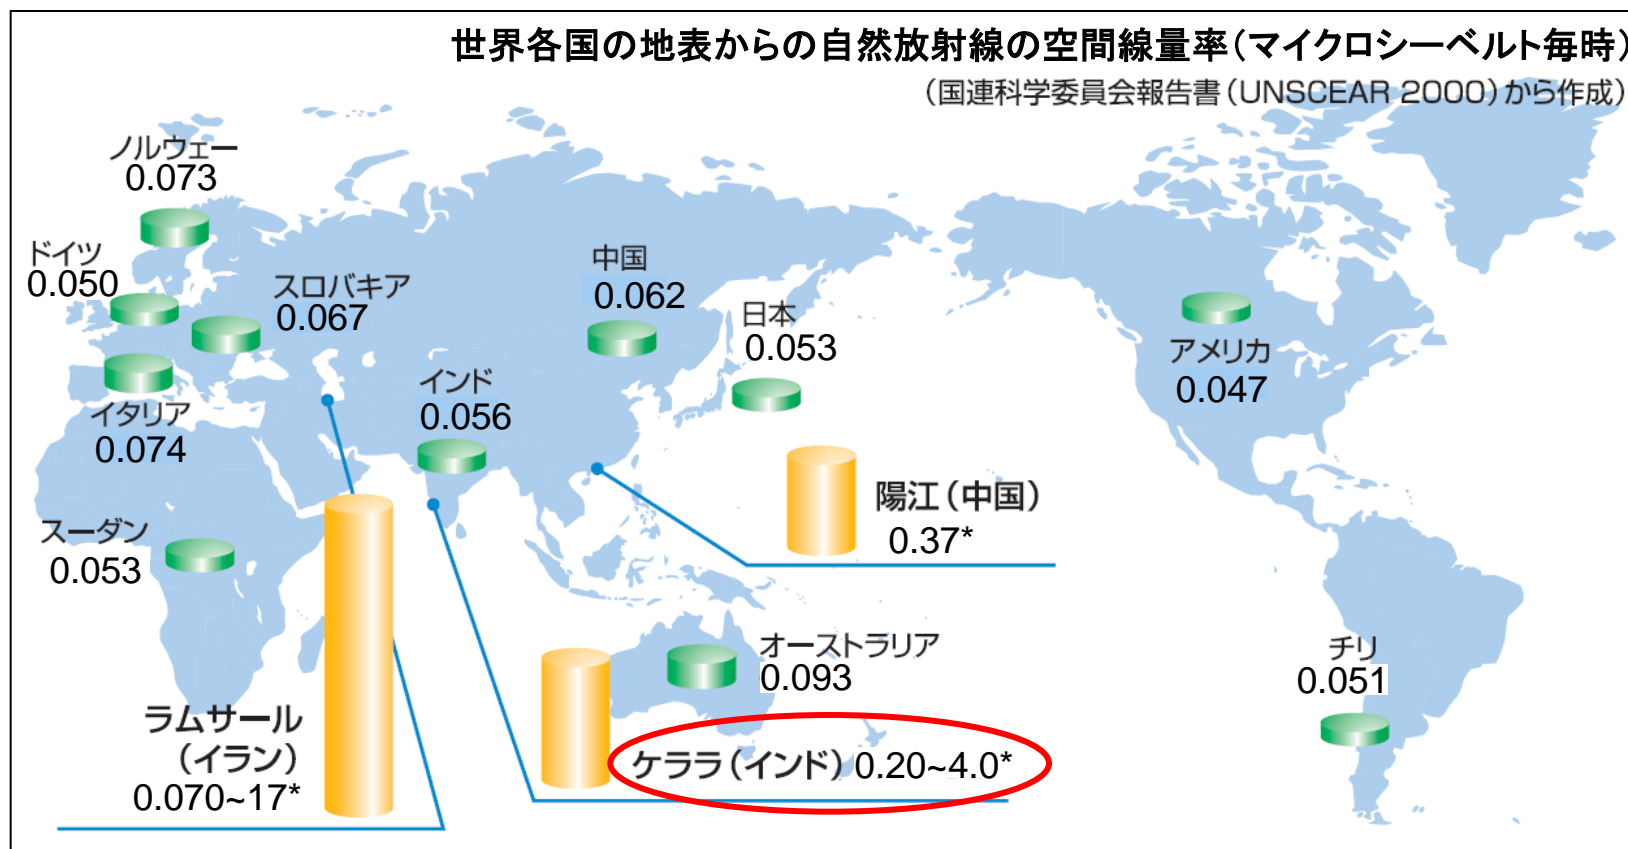 世界各国の地表からの自然放射線の空間線量率(マイクロシーベルト毎時)
(国連科学委員会報告書(UNSCEAR 2000)から作成)
ノルウェー
0.073
ドイツ
0.050
スロバキア
0.067
イタリア
0.074
中国
0.062
日本
0.053
インド
0.056
アメリカ
0.047
陽江(中国)
0.37*
スーダン
0.053
オーストラリア
0.093
チリ
0.051
ラムサール
(イラン)
0.070~17*
ケララ(インド) 0.20~4.0*